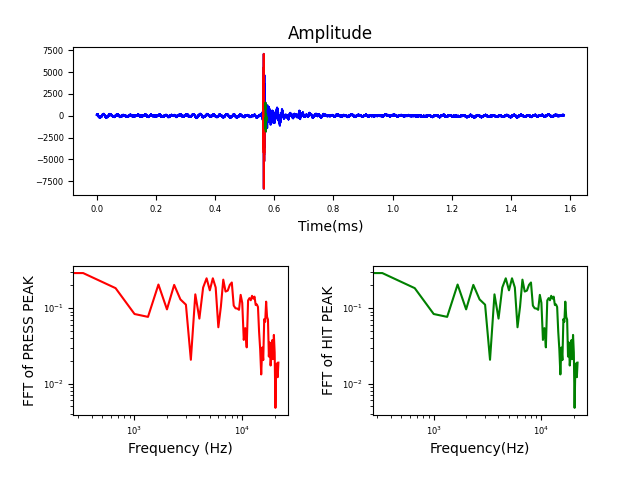 Amplitude
7500
5000
2500
0
−2500
−5000
−7500
0.0 0.2 0.4 0.6 0.8 1.0 1.2 1.4 1.6
Time(ms)
FFT of PRESS PEAK
10⁻¹
10⁻²
10³ 10⁴
Frequency (Hz)
FFT of HIT PEAK
10⁻¹
10⁻²
10³ 10⁴
Frequency(Hz)